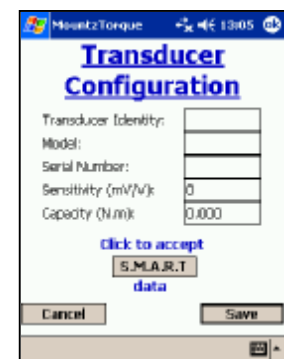 MountzTorque 13:05 ok
Transducer
Configuration
Transducer Identity:
Model:
Serial Number:
Sensitivity (mV/V): 0
Capacity (N.m): 0.000
Click to accept
S.M.A.R.T
data
Cancel Save